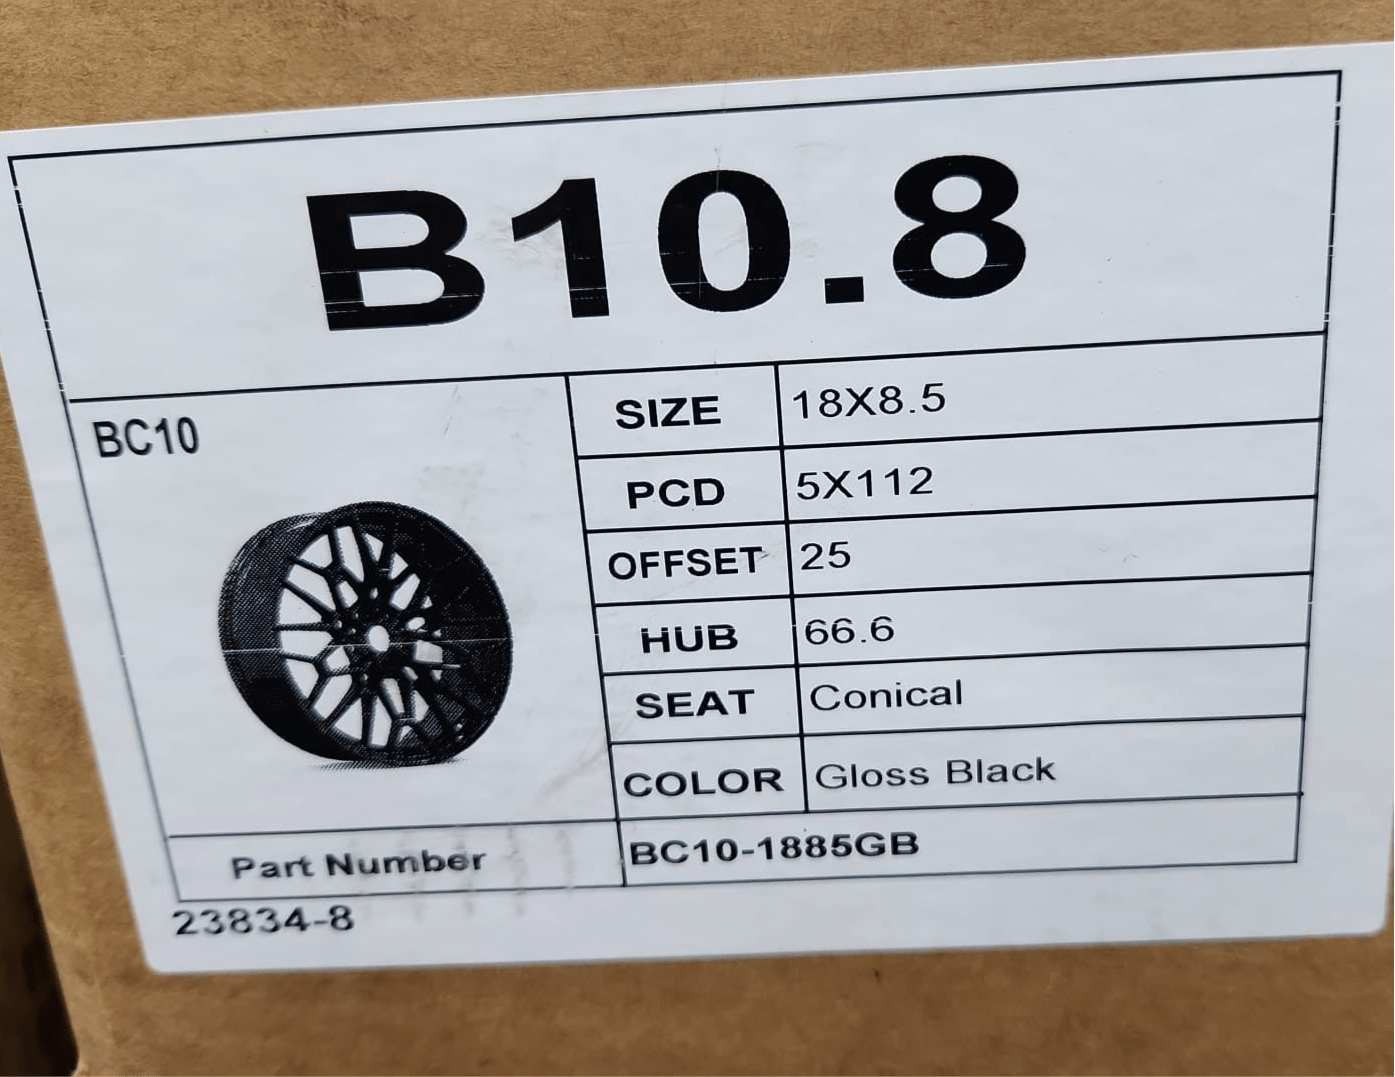 B10.8
BC10
SIZE 18X8.5
PCD 5X112
OFFSET 25
HUB 66.6
SEAT Conical
COLOR Gloss Black
Part Number BC10-1885GB
23834-8